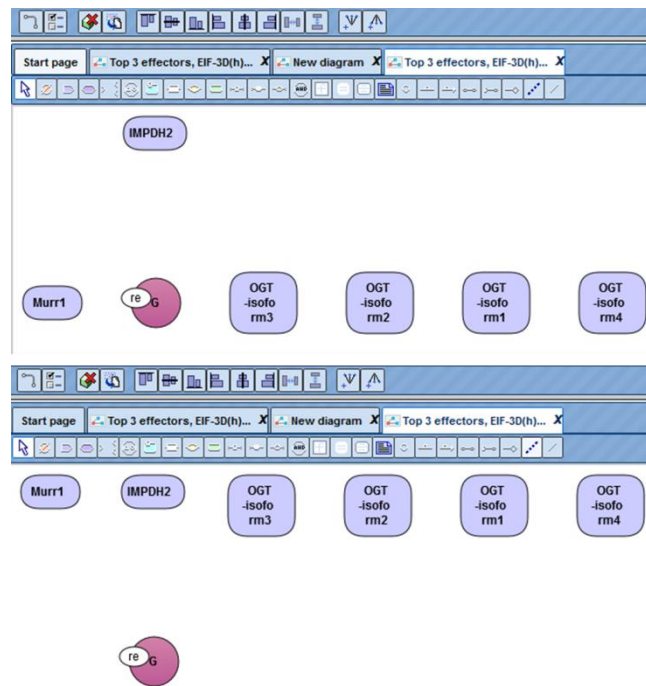 Start page Top 3 effectors, EIF-3D(h)... X New diagram X Top 3 effectors, EIF-3D(h)... X
AND
IMPDH2
Murr1
re G
OGT
-isofo
rm3
OGT
-isofo
rm2
OGT
-isofo
rm1
OGT
-isofo
rm4
Start page Top 3 effectors, EIF-3D(h)... X New diagram X Top 3 effectors, EIF-3D(h)... X
AND
Murr1
IMPDH2
OGT
-isofo
rm3
OGT
-isofo
rm2
OGT
-isofo
rm1
OGT
-isofo
rm4
re G